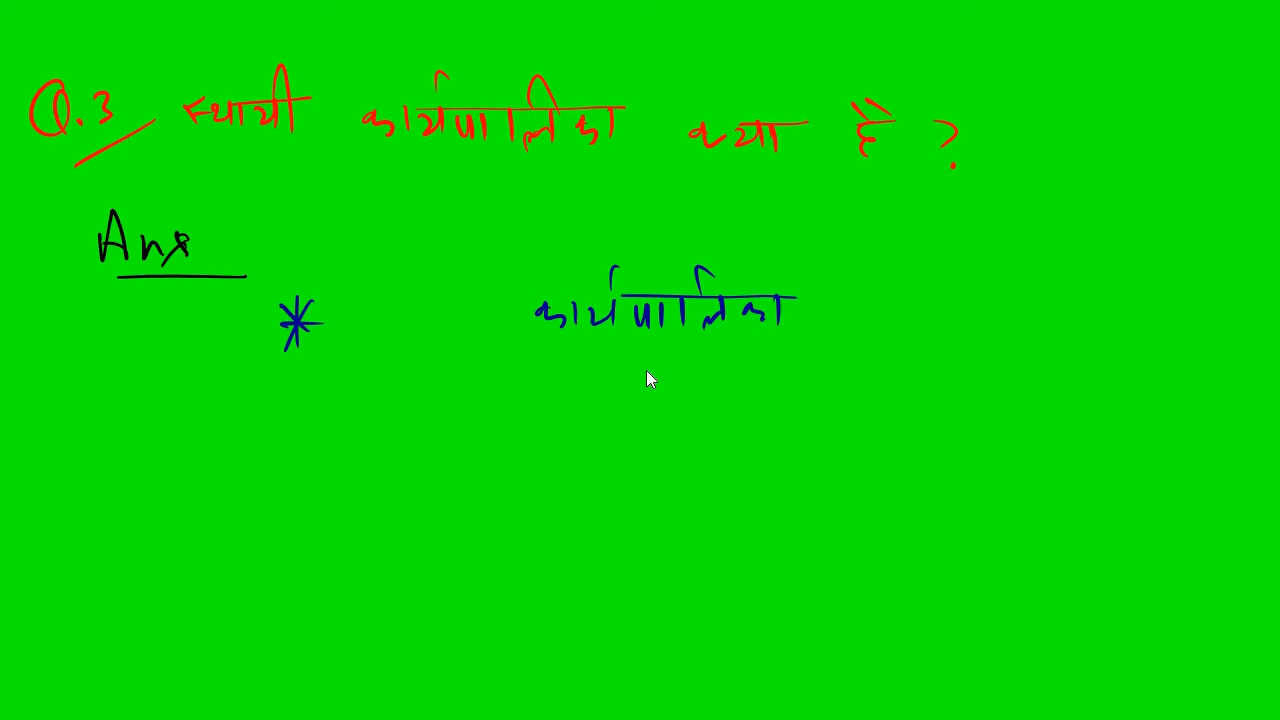 Q.3 स्थायी कार्यपालिका क्या है ?
Ans
* कार्यपालिका